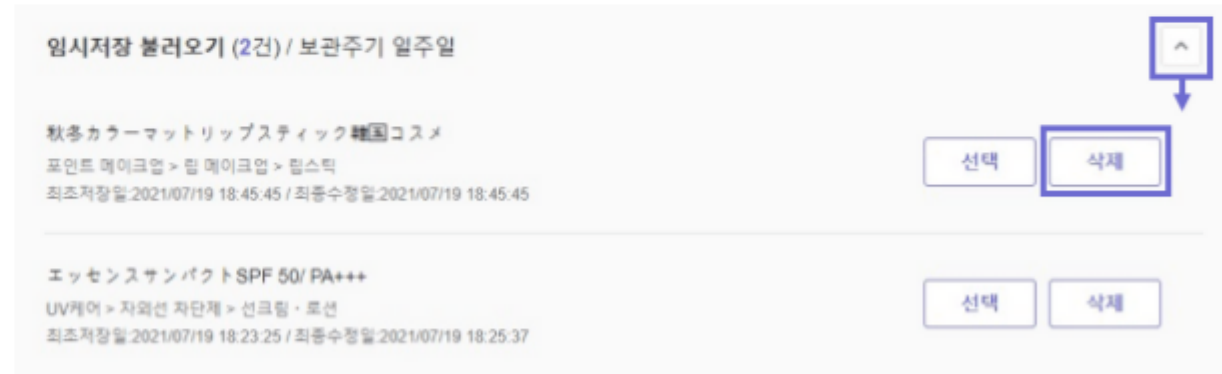 임시저장 불러오기 (2건) / 보관주기 일주일
秋冬カラーマットリップスティック韓国コスメ
포인트 메이크업 > 립 메이크업 > 립스틱
최초저장일:2021/07/19 18:45:45 / 최종수정일:2021/07/19 18:45:45
선택 삭제
エッセンスサンパクトSPF 50/ PA+++
UV케어 > 자외선 차단제 > 선크림・로션
최초저장일:2021/07/19 18:23:25 / 최종수정일:2021/07/19 18:25:37
선택 삭제